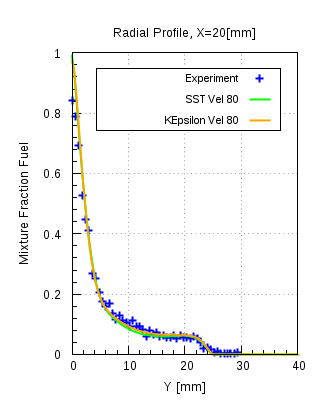 Radial Profile, X=20[mm]
1
Experiment
SST Vel 80
KEpsilon Vel 80
0.8
0.6
Mixture Fraction Fuel
0.4
0.2
0
0 10 20 30 40
Y [mm]